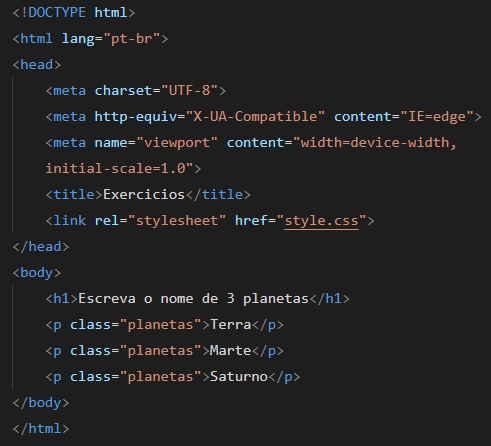 <!DOCTYPE html>
<html lang="pt-br">
<head>
    <meta charset="UTF-8">
    <meta http-equiv="X-UA-Compatible" content="IE=edge">
    <meta name="viewport" content="width=device-width,
    initial-scale=1.0">
    <title>Exercicios</title>
    <link rel="stylesheet" href="style.css">
</head>
<body>
    <h1>Escreva o nome de 3 planetas</h1>
    <p class="planetas">Terra</p>
    <p class="planetas">Marte</p>
    <p class="planetas">Saturno</p>
</body>
</html>